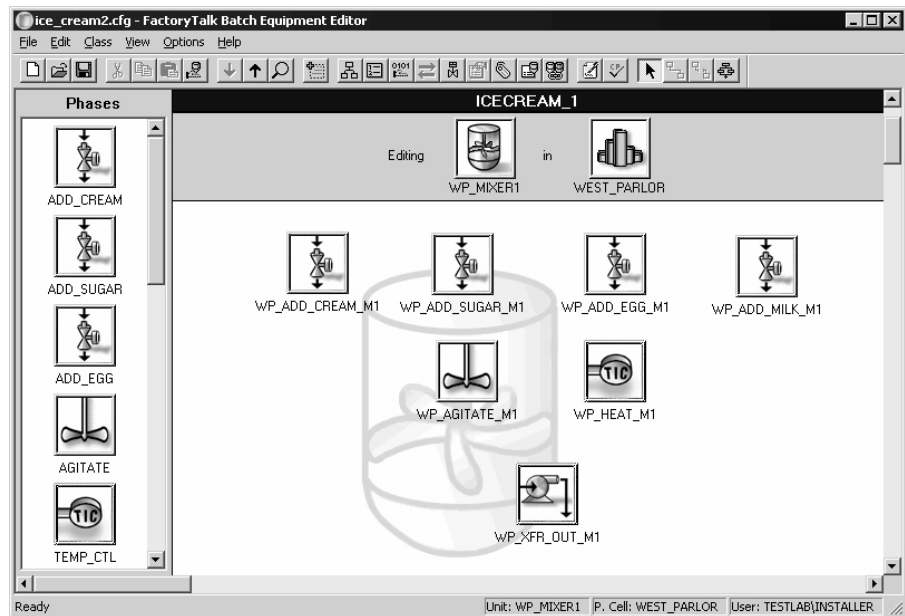 ice_cream2.cfg - FactoryTalk Batch Equipment Editor
File Edit Class View Options Help
Phases
ICECREAM_1
Editing
in
WP_MIXER1
WEST_PARLOR
ADD_CREAM
ADD_SUGAR
ADD_EGG
AGITATE
TIC
TEMP_CTL
WP_ADD_CREAM_M1
WP_ADD_SUGAR_M1
WP_ADD_EGG_M1
WP_ADD_MILK_M1
WP_AGITATE_M1
TIC
WP_HEAT_M1
WP_XFR_OUT_M1
Ready
Unit: WP_MIXER1
P. Cell: WEST_PARLOR
User: TESTLAB\INSTALLER